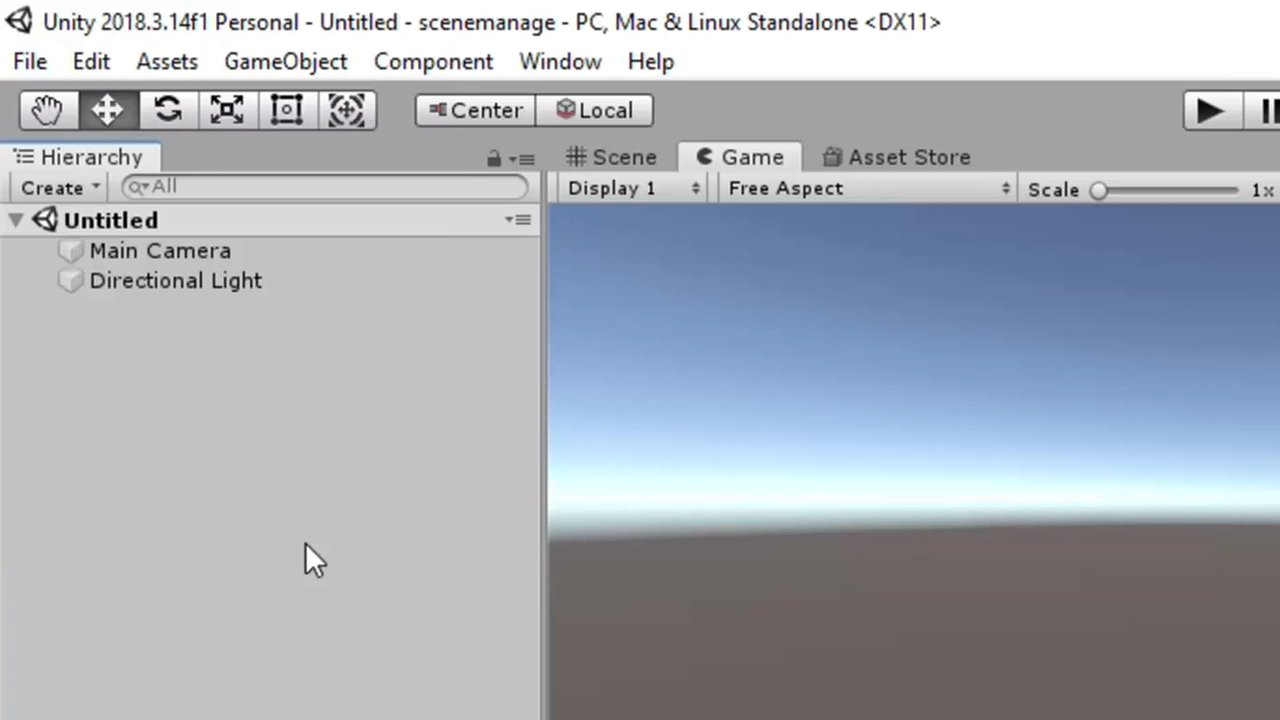 Unity 2018.3.14f1 Personal - Untitled - scenemanage - PC, Mac & Linux Standalone <DX11>
File Edit Assets GameObject Component Window Help
Center Local
Hierarchy Scene Game Asset Store
Create All Display 1 Free Aspect Scale 1x
Untitled
Main Camera
Directional Light